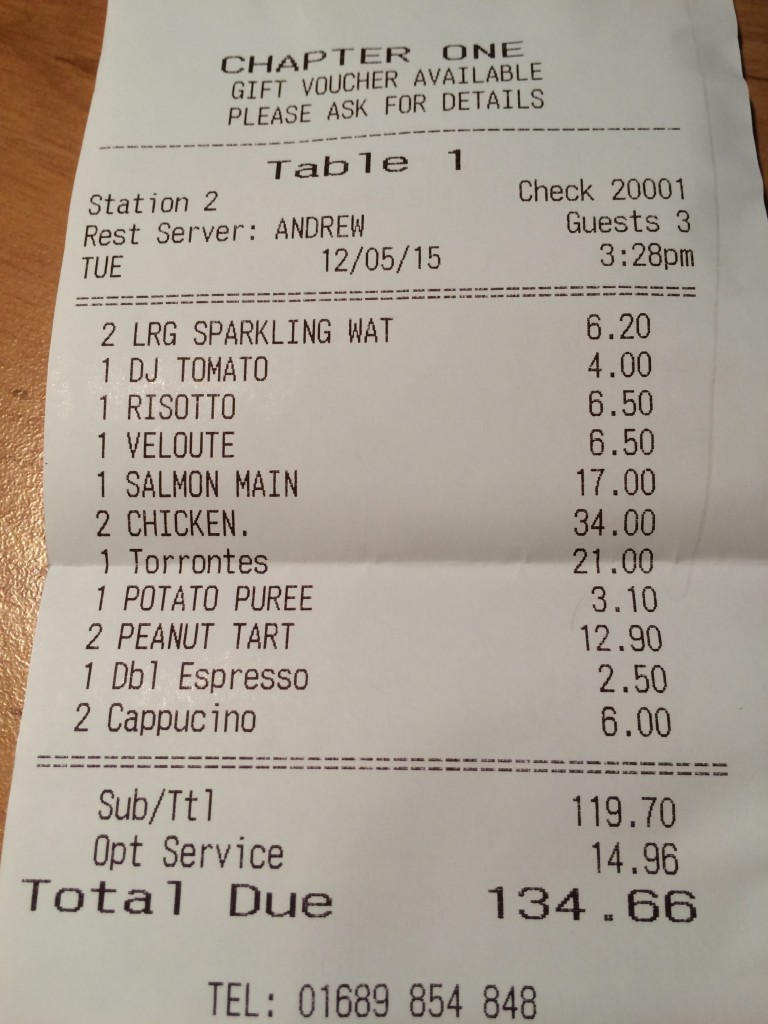 CHAPTER ONE
GIFT VOUCHER AVAILABLE
PLEASE ASK FOR DETAILS
Table 1
Station 2 Check 20001
Rest Server: ANDREW Guests 3
TUE 12/05/15 3:28pm
2 LRG SPARKLING WAT 6.20
1 DJ TOMATO 4.00
1 RISOTTO 6.50
1 VELOUTE 6.50
1 SALMON MAIN 17.00
2 CHICKEN. 34.00
1 Torrontes 21.00
1 POTATO PUREE 3.10
2 PEANUT TART 12.90
1 Dbl Espresso 2.50
2 Cappucino 6.00
Sub/Ttl 119.70
Opt Service 14.96
Total Due 134.66
TEL: 01689 854 848